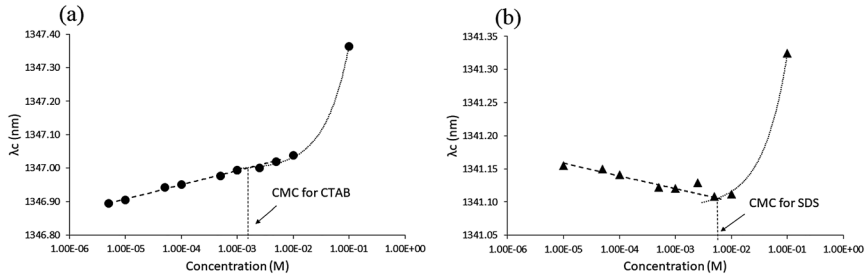 (a)
1347.40
1347.30
1347.20
1347.10
1347.00
1346.90
1346.80
λc (nm)
CMC for CTAB
1.00E-06 1.00E-05 1.00E-04 1.00E-03 1.00E-02 1.00E-01 1.00E+00
Concentration (M)
(b)
1341.35
1341.30
1341.25
1341.20
1341.15
1341.10
1341.05
λc (nm)
CMC for SDS
1.00E-06 1.00E-05 1.00E-04 1.00E-03 1.00E-02 1.00E-01 1.00E+00
Concentration (M)